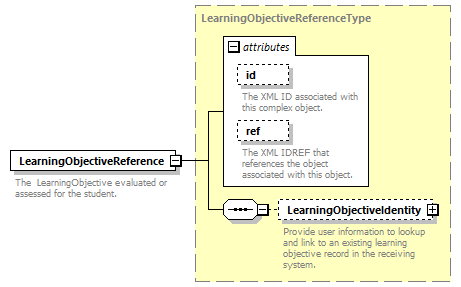 LearningObjectiveReferenceType
attributes
id
The XML ID associated with
this complex object.
ref
The XML IDREF that
references the object
associated with this object.
LearningObjectiveReference
The LearningObjective evaluated or
assessed for the student.
LearningObjectiveIdentity
Provide user information to lookup
and link to an existing learning
objective record in the receiving
system.